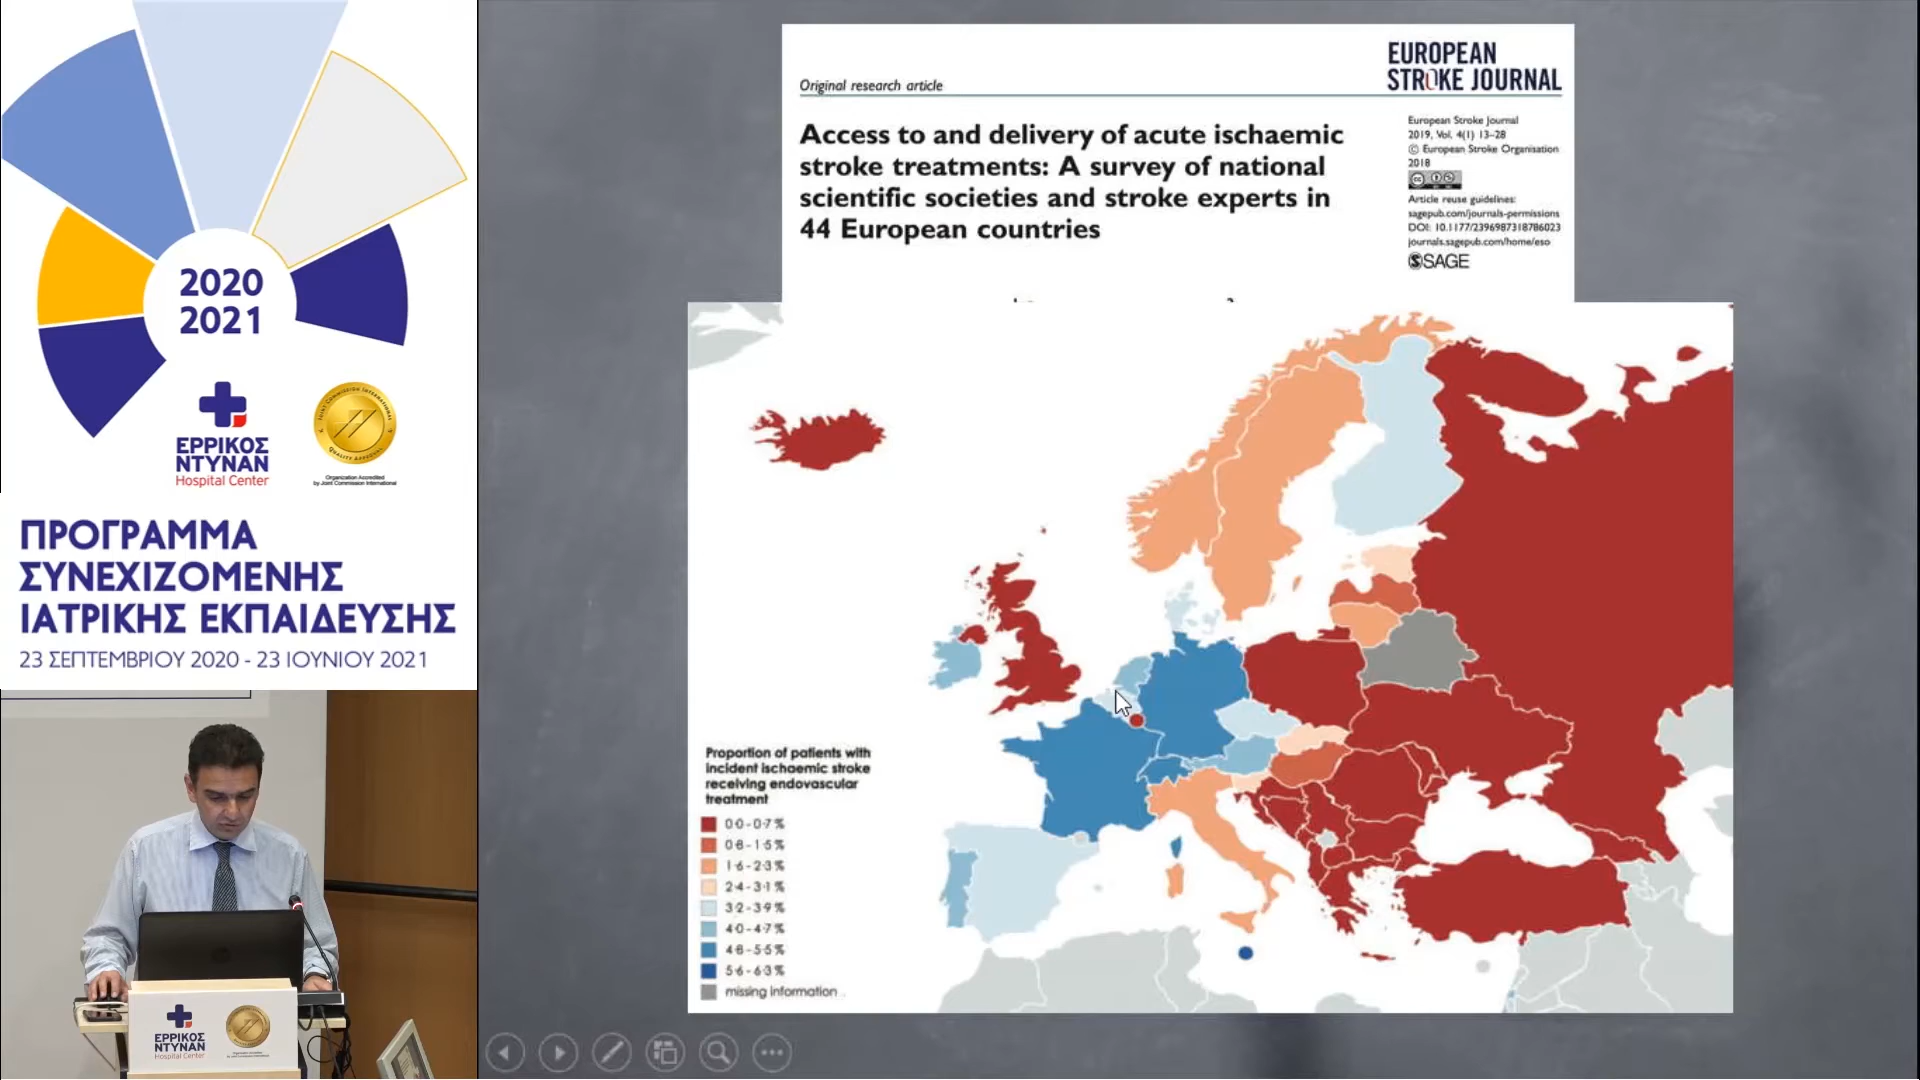 2020
2021
ΕΡΡΙΚΟΣ
ΝΤΥΝΑΝ
Hospital Center
Organization Accredited
by Joint Commission International
ΠΡΟΓΡΑΜΜΑ
ΣΥΝΕΧΙΖΟΜΕΝΗΣ
ΙΑΤΡΙΚΗΣ ΕΚΠΑΙΔΕΥΣΗΣ
23 ΣΕΠΤΕΜΒΡΙΟΥ 2020 - 23 ΙΟΥΝΙΟΥ 2021
ΕΡΡΙΚΟΣ
ΝΤΥΝΑΝ
Hospital Center
Original research article
EUROPEAN
STROKE JOURNAL
Access to and delivery of acute ischaemic
stroke treatments: A survey of national
scientific societies and stroke experts in
44 European countries
European Stroke Journal
2019, Vol. 4(1) 13–28
© European Stroke Organisation
2018
Article reuse guidelines:
sagepub.com/journals-permissions
DOI: 10.1177/2396987318786023
journals.sagepub.com/home/eso
SAGE
Proportion of patients with
incident ischaemic stroke
receiving endovascular
treatment
0·0 - 0·7 %
0·8 - 1·5 %
1·6 - 2·3 %
2·4 - 3·1 %
3·2 - 3·9 %
4·0 - 4·7 %
4·8 - 5·5 %
5·6 - 6·3 %
missing information